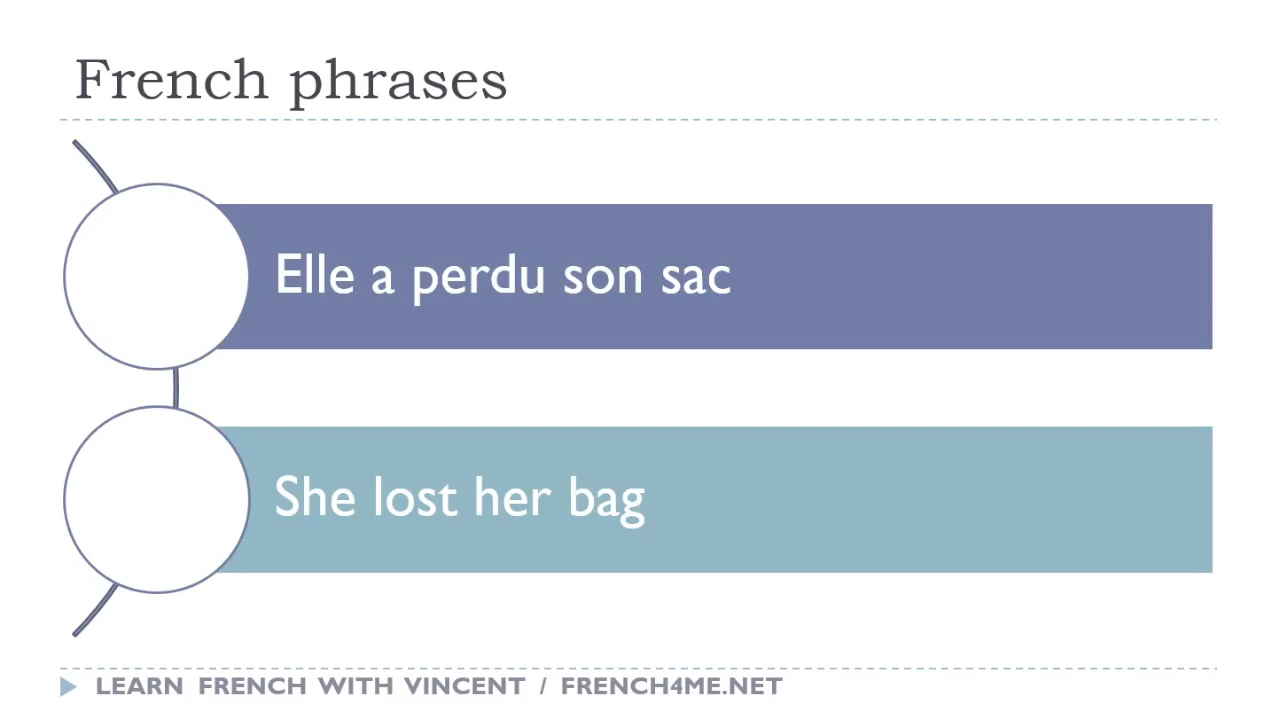 French phrases
Elle a perdu son sac
She lost her bag
LEARN FRENCH WITH VINCENT / FRENCH4ME.NET